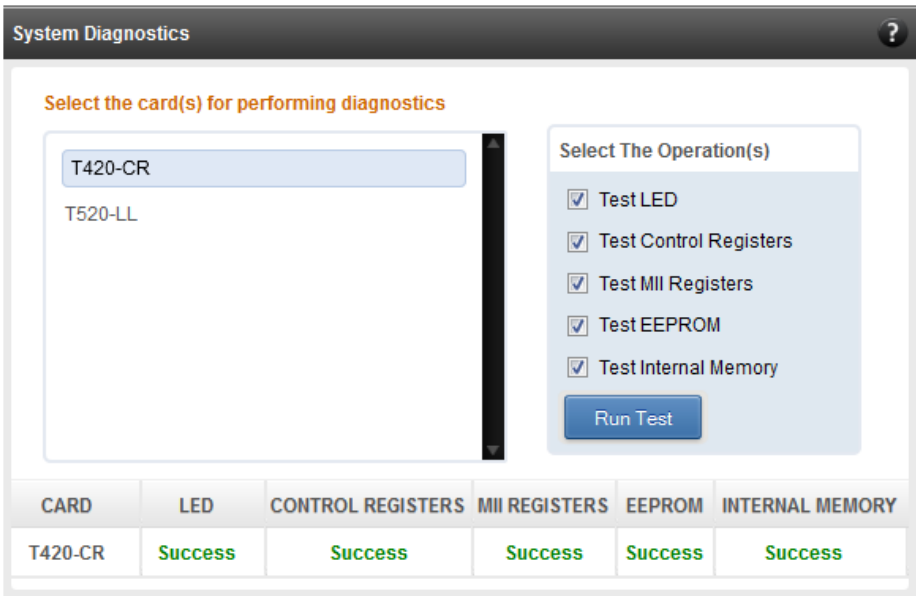 System Diagnostics
?
Select the card(s) for performing diagnostics
T420-CR
T520-LL
Select The Operation(s)
Test LED
Test Control Registers
Test MII Registers
Test EEPROM
Test Internal Memory
Run Test
CARD LED CONTROL REGISTERS MII REGISTERS EEPROM INTERNAL MEMORY
T420-CR Success Success Success Success Success